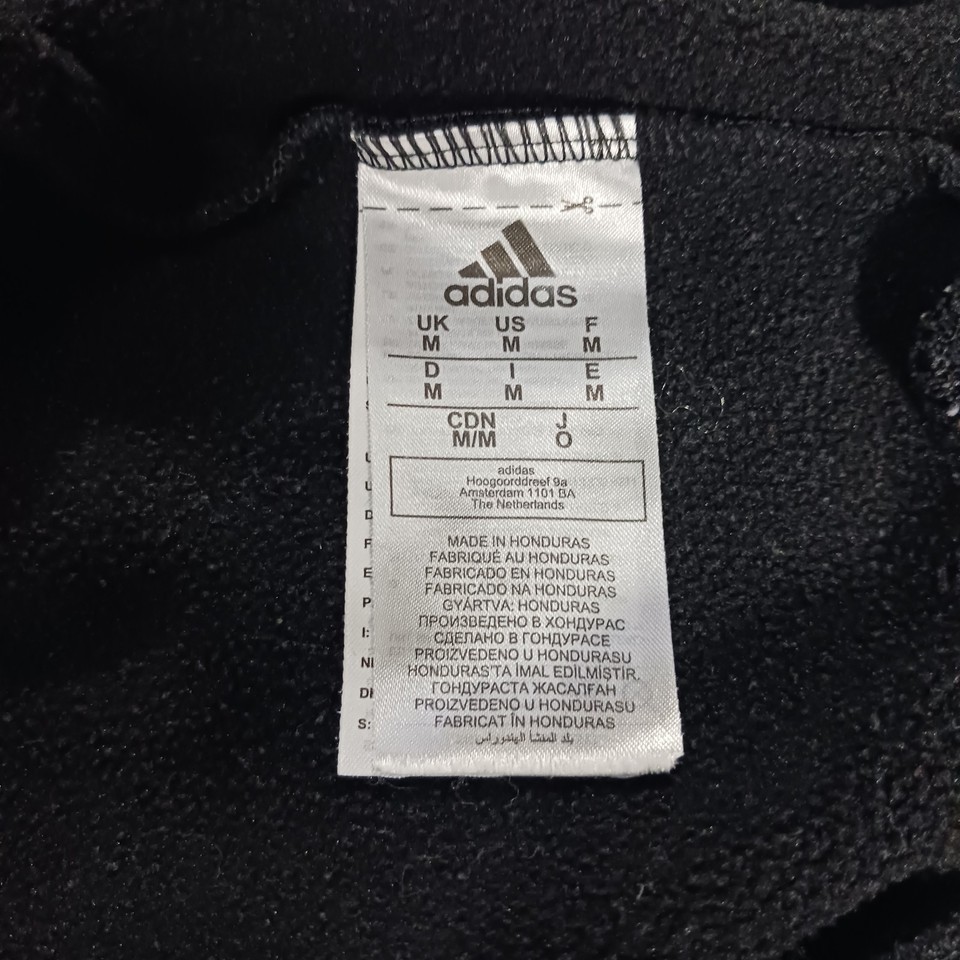 adidas
UK US F
M M M
D I E
M M M
CDN J
M/M O
adidas
Hoogoorddreef 9a
Amsterdam 1101 BA
The Netherlands
MADE IN HONDURAS
FABRIQUÉ AU HONDURAS
FABRICADO EN HONDURAS
FABRICADO NA HONDURAS
GYÁRTVA: HONDURAS
ПРОИЗВЕДЕНО В ХОНДУРАС
СДЕЛАНО В ГОНДУРАСЕ
PROIZVEDENO U HONDURASU
HONDURAS'TA İMAL EDİLMİŞTİR.
ГОНДУРАСТА ЖАСАЛҒАН
PROIZVEDENO U HONDURASU
FABRICAT ÎN HONDURAS
بلد المنشأ الهندوراس
U
U
D
F
E
P
I:
NI
S: